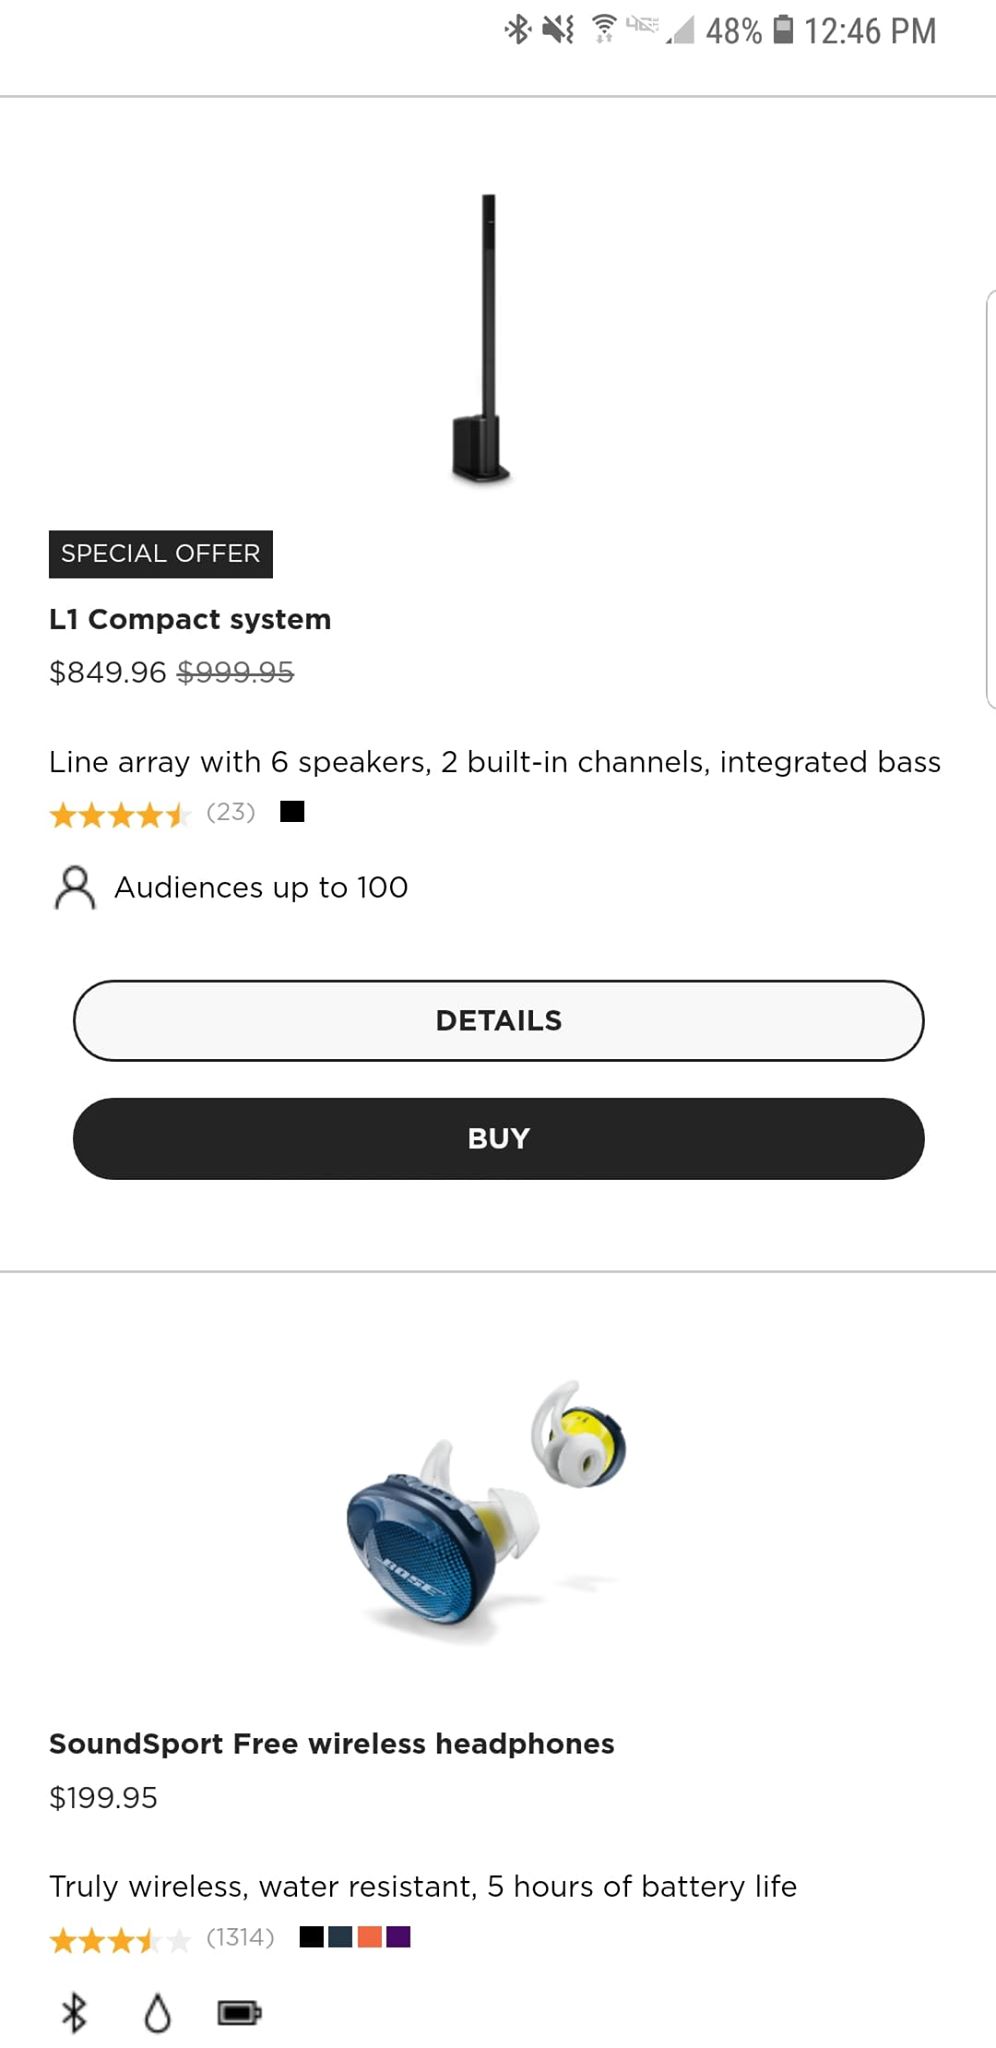 48% 12:46 PM
SPECIAL OFFER
L1 Compact system
$849.96 $999.95
Line array with 6 speakers, 2 built-in channels, integrated bass
(23)
Audiences up to 100
DETAILS
BUY
BOSE
SoundSport Free wireless headphones
$199.95
Truly wireless, water resistant, 5 hours of battery life
(1314)